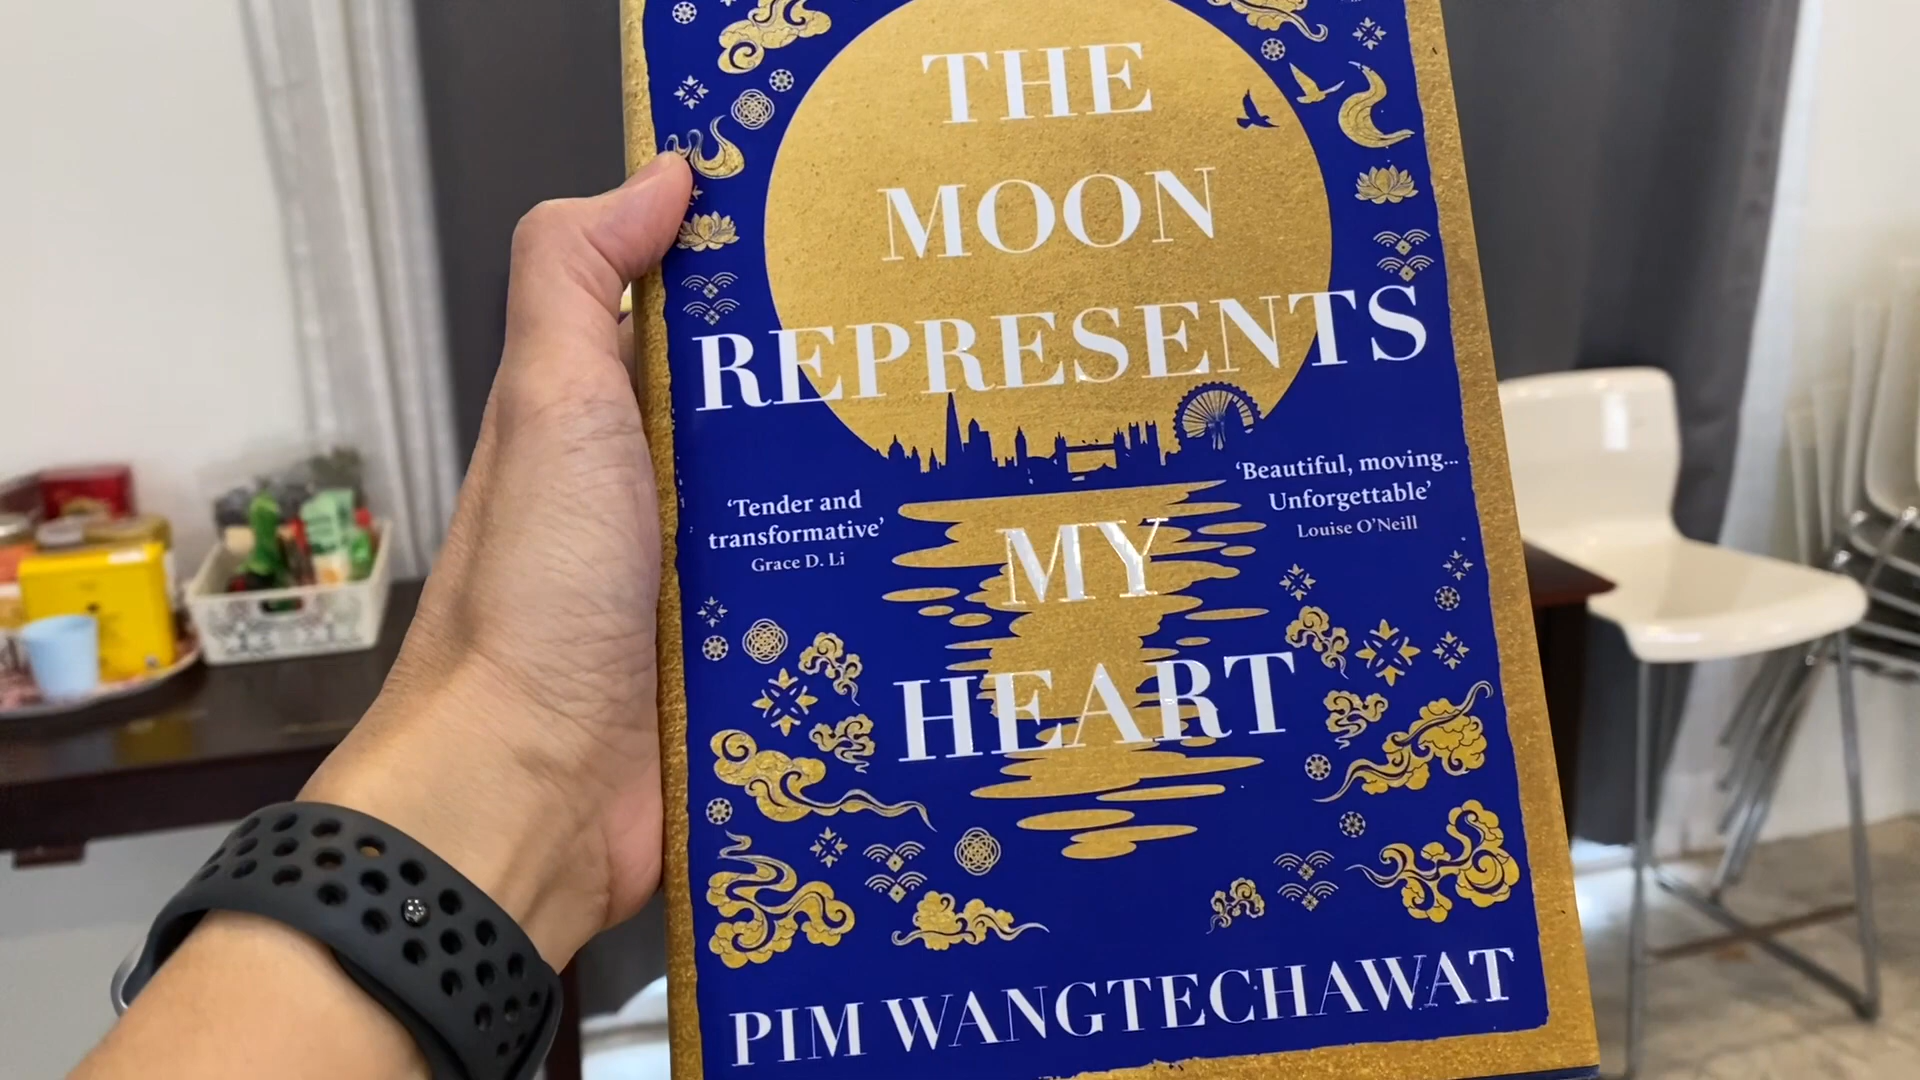 THE
MOON
REPRESENTS
MY
HEART
‘Tender and
transformative’
Grace D. Li
‘Beautiful, moving...
Unforgettable’
Louise O’Neill
PIM WANGTECHAWAT